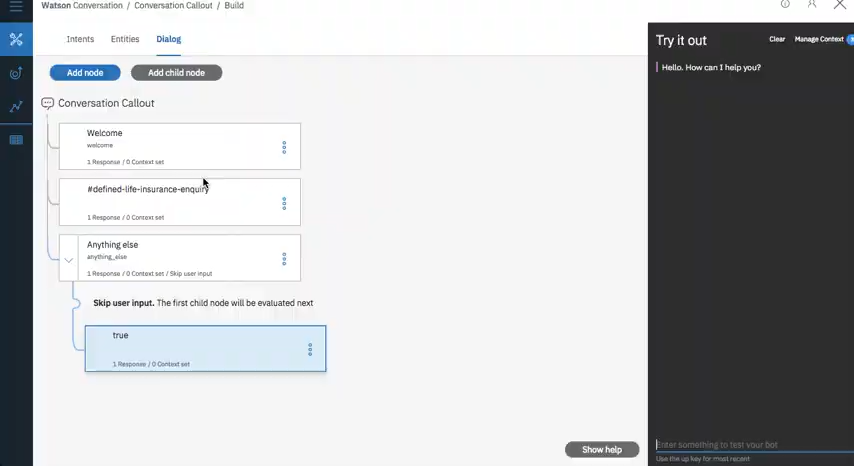 Watson Conversation / Conversation Callout / Build
Intents Entities Dialog
Add node Add child node
Conversation Callout
Welcome
welcome
1 Response / 0 Context set
#defined-life-insurance-enquiry
1 Response / 0 Context set
Anything else
anything_else
1 Response / 0 Context set / Skip user input
Skip user input. The first child node will be evaluated next
true
1 Response / 0 Context set
Show help
Try it out Clear Manage Context
Hello. How can I help you?
Enter something to test your bot
Use the up key for most recent